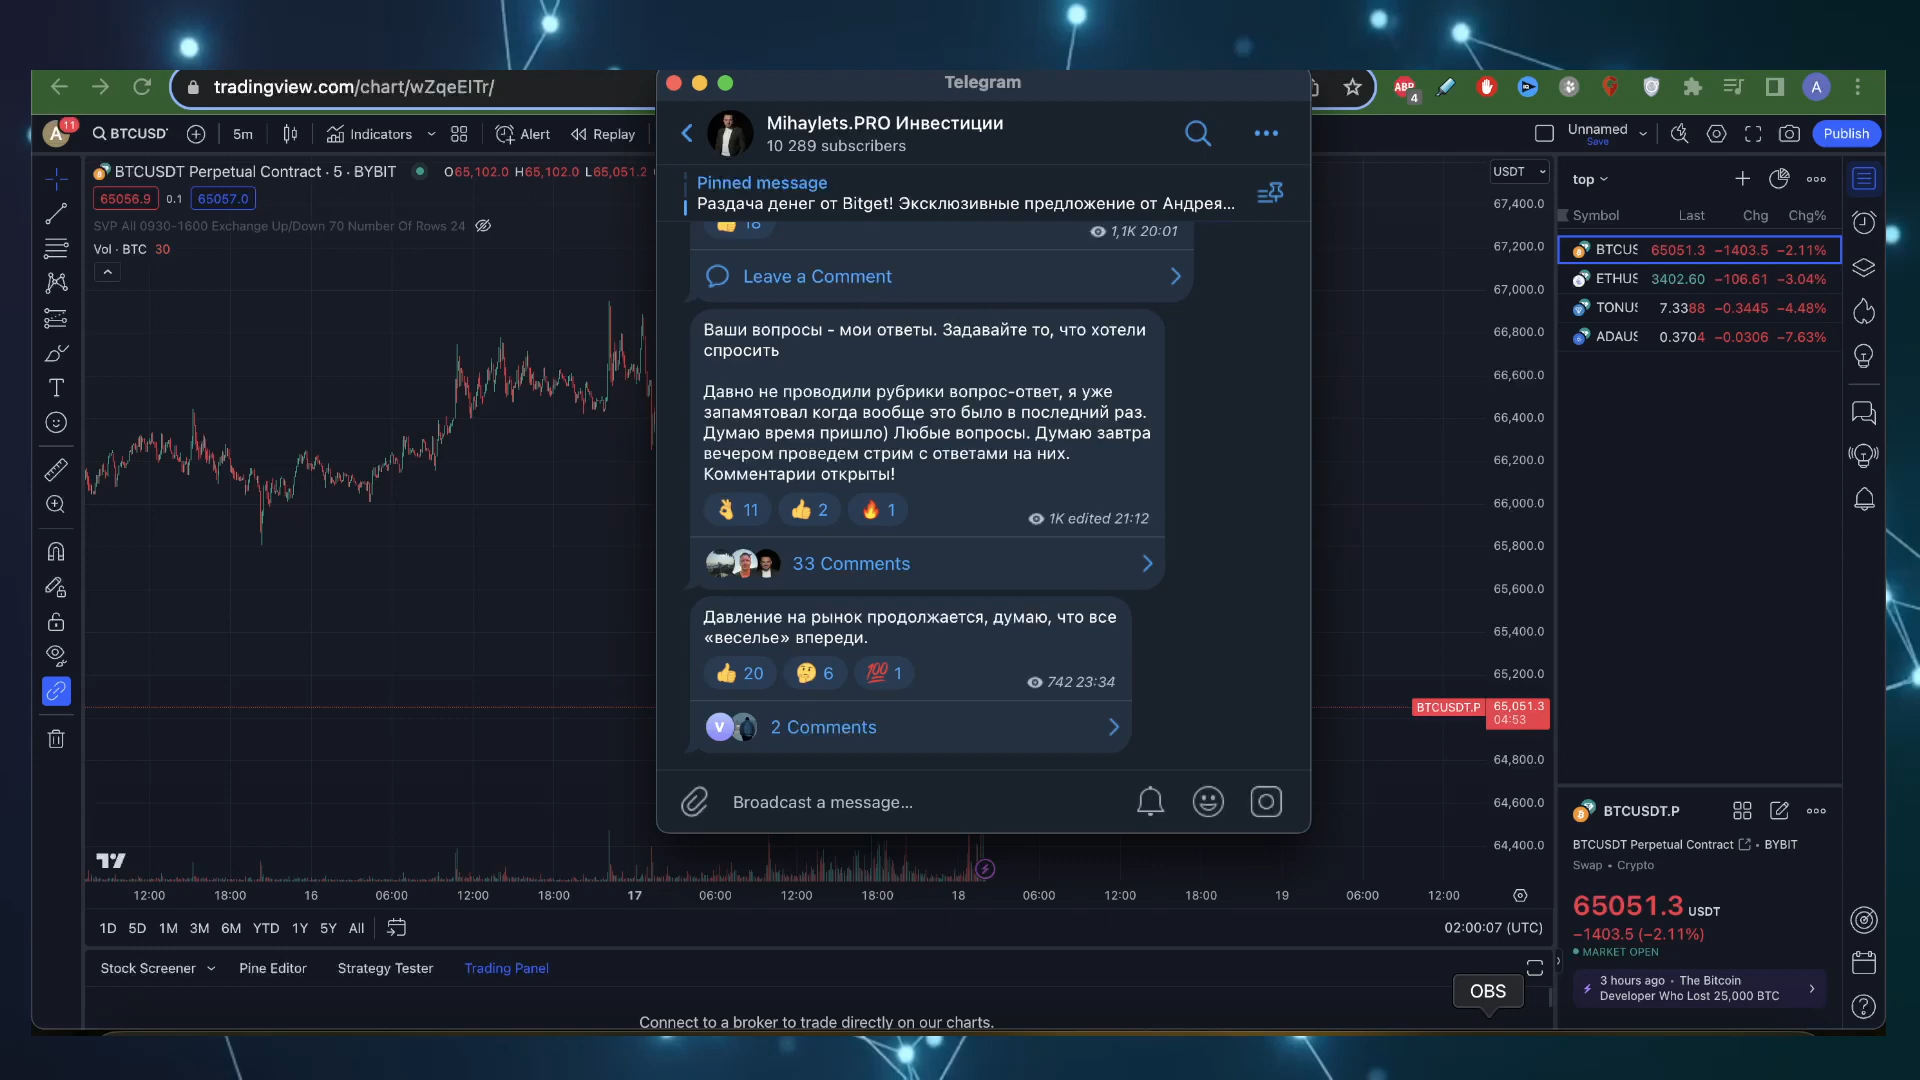 tradingview.com/chart/wZqeEITr/
ABP
4
A
A
11
BTCUSDT
5m
Indicators
Alert
Replay
Unnamed
Save
Publish
BTCUSDT Perpetual Contract · 5 · BYBIT
O65,102.0 H65,102.0 L65,051.2
65056.9
0.1
65057.0
SVP All 0930-1600 Exchange Up/Down 70 Number Of Rows 24
Vol · BTC 30
Telegram
Mihaylets.PRO Инвестиции
10 289 subscribers
Pinned message
Раздача денег от Bitget! Эксклюзивные предложение от Андрея...
18
1,1K 20:01
Leave a Comment
Ваши вопросы - мои ответы. Задавайте то, что хотели
спросить
Давно не проводили рубрики вопрос-ответ, я уже
запамятовал когда вообще это было в последний раз.
Думаю время пришло) Любые вопросы. Думаю завтра
вечером проведем стрим с ответами на них.
Комментарии открыты!
11
2
1
1K edited 21:12
33 Comments
Давление на рынок продолжается, думаю, что все
«веселье» впереди.
20
6
100 1
742 23:34
V
2 Comments
Broadcast a message...
USDT
67,400.0
67,200.0
67,000.0
66,800.0
66,600.0
66,400.0
66,200.0
66,000.0
65,800.0
65,600.0
65,400.0
65,200.0
BTCUSDT.P
65,051.3
04:53
64,800.0
64,600.0
64,400.0
12:00
18:00
16
06:00
12:00
18:00
17
06:00
12:00
18:00
18
06:00
12:00
18:00
19
06:00
12:00
1D 5D 1M 3M 6M YTD 1Y 5Y All
02:00:07 (UTC)
Stock Screener
Pine Editor
Strategy Tester
Trading Panel
Connect to a broker to trade directly on our charts.
OBS
top
Symbol Last Chg Chg%
BTCUS 65051.3 −1403.5 −2.11%
ETHUS 3402.60 −106.61 −3.04%
TONUS 7.3388 −0.3445 −4.48%
ADAUS 0.3704 −0.0306 −7.63%
BTCUSDT.P
BTCUSDT Perpetual Contract • BYBIT
Swap • Crypto
65051.3 USDT
−1403.5 (−2.11%)
MARKET OPEN
3 hours ago • The Bitcoin
Developer Who Lost 25,000 BTC